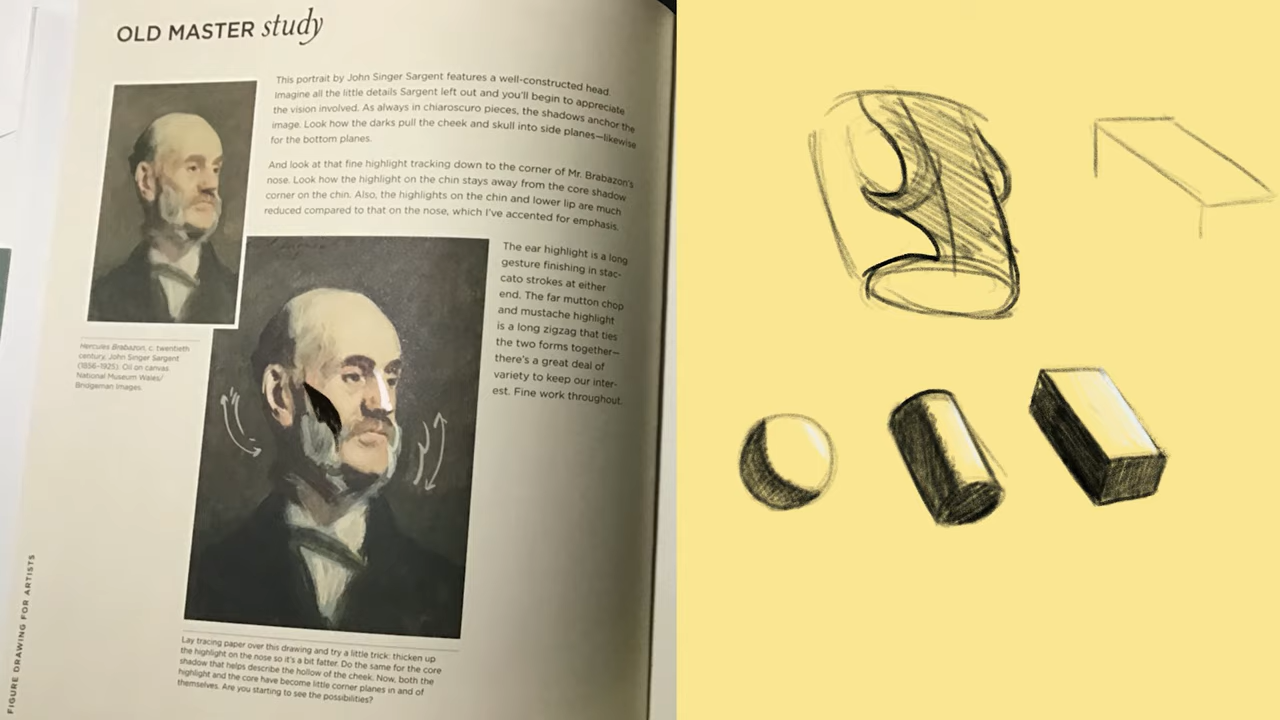 OLD MASTER study
This portrait by John Singer Sargent features a well-constructed head.
Imagine all the little details Sargent left out and you'll begin to appreciate
the vision involved. As always in chiaroscuro pieces, the shadows anchor the
image. Look how the darks pull the cheek and skull into side planes—likewise
for the bottom planes.
And look at that fine highlight tracking down to the corner of Mr. Brabazon's
nose. Look how the highlight on the chin stays away from the core shadow
corner on the chin. Also, the highlights on the chin and lower lip are much
reduced compared to that on the nose, which I've accented for emphasis.
The ear highlight is a long
gesture finishing in stac-
cato strokes at either
end. The far mutton chop
and mustache highlight
is a long zigzag that ties
the two forms together—
there's a great deal of
variety to keep our inter-
est. Fine work throughout.
Hercules Brabazon, c. twentieth
century, John Singer Sargent
(1856–1925). Oil on canvas.
National Museum Wales/
Bridgeman Images.
Lay tracing paper over this drawing and try a little trick: thicken up
the highlight on the nose so it's a bit fatter. Do the same for the core
shadow that helps describe the hollow of the cheek. Now, both the
highlight and the core have become little corner planes in and of
themselves. Are you starting to see the possibilities?
FIGURE DRAWING FOR ARTISTS